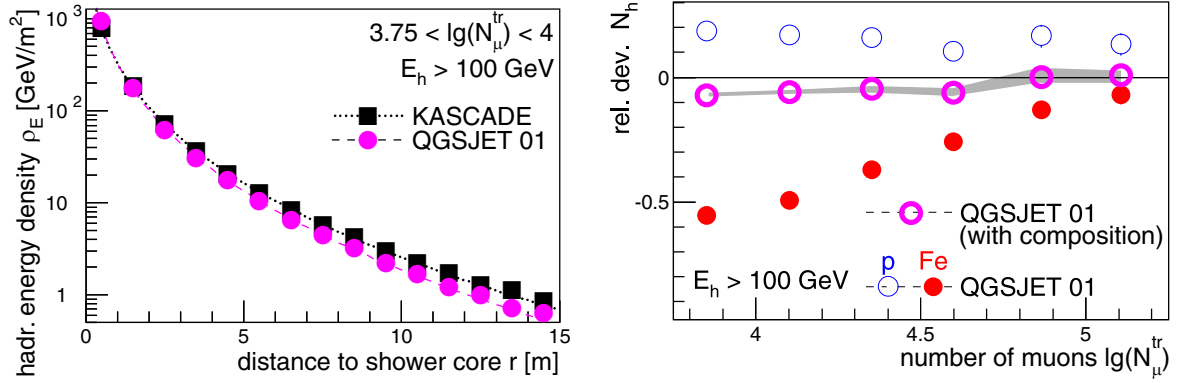 hadr. energy density ρ_E [GeV/m²]
10³
10²
10
1
3.75 < lg(N_μ^tr) < 4
E_h > 100 GeV
KASCADE
QGSJET 01
0 5 10 15
distance to shower core r [m]
rel. dev. N_h
0
-0.5
QGSJET 01
(with composition)
p Fe
E_h > 100 GeV
QGSJET 01
4 4.5 5
number of muons lg(N_μ^tr)